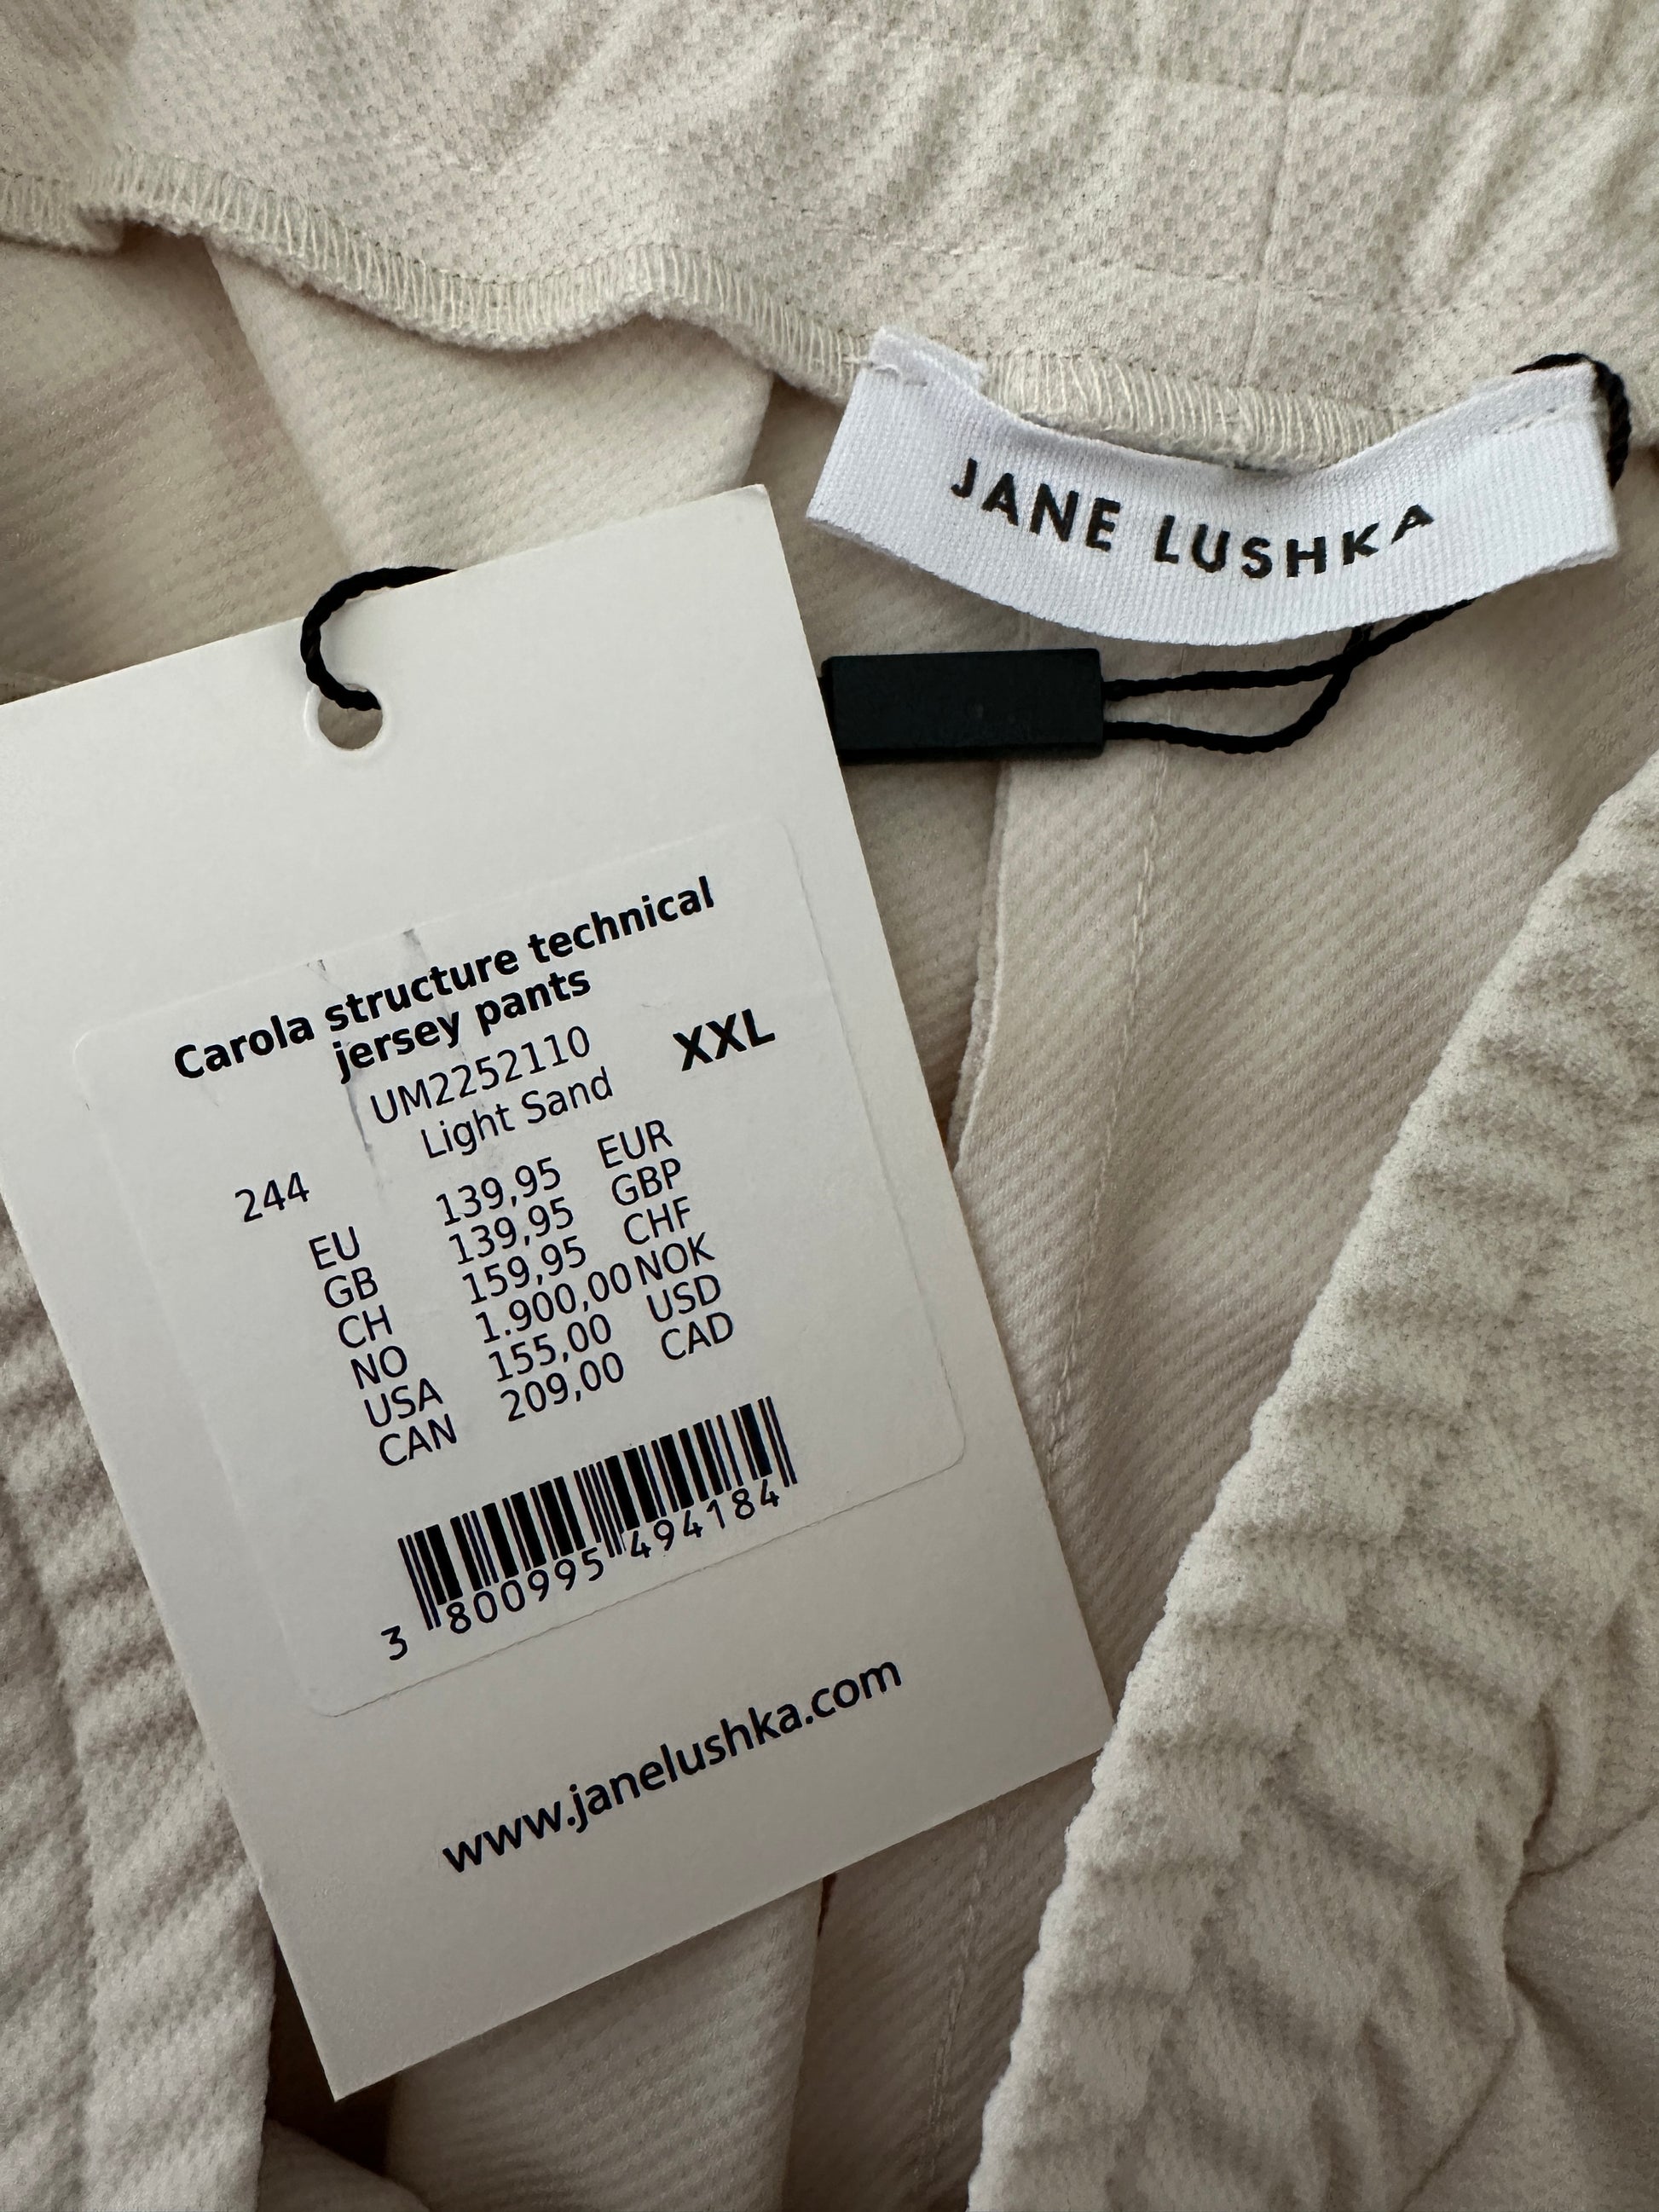 JANE LUSHKA
Carola structure technical
jersey pants
UM2252110 XXL
Light Sand
244
EU 139,95 EUR
GB 139,95 GBP
CH 159,95 CHF
NO 1.900,00 NOK
USA 155,00 USD
CAN 209,00 CAD
3 800995 494184
www.janelushka.com